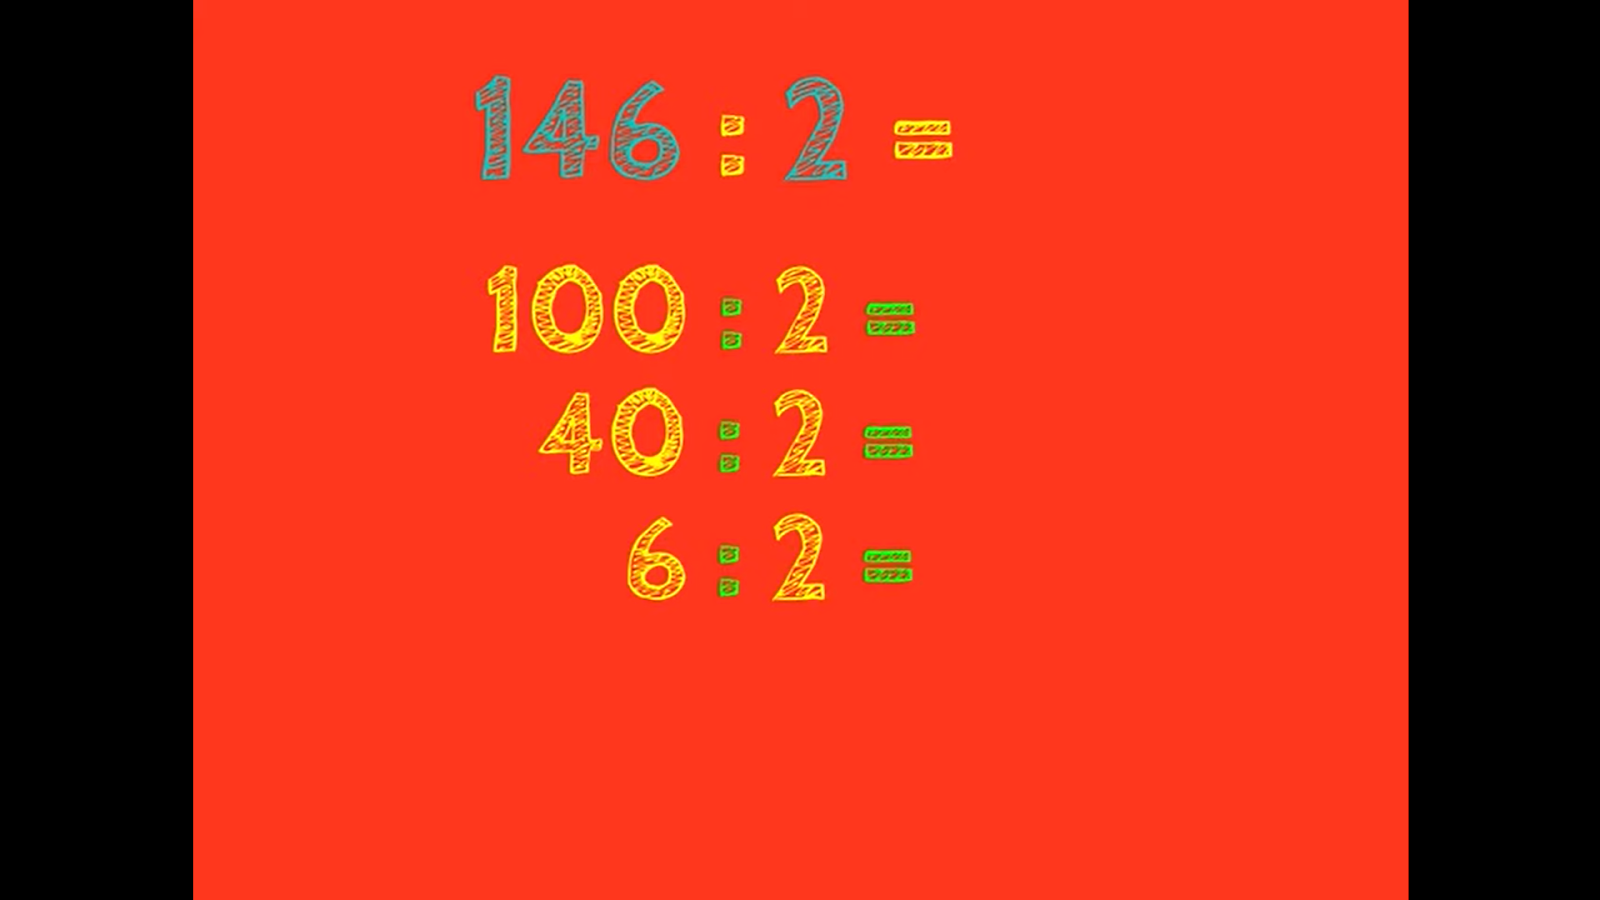 146 : 2 =
100 : 2 =
40 : 2 =
6 : 2 =